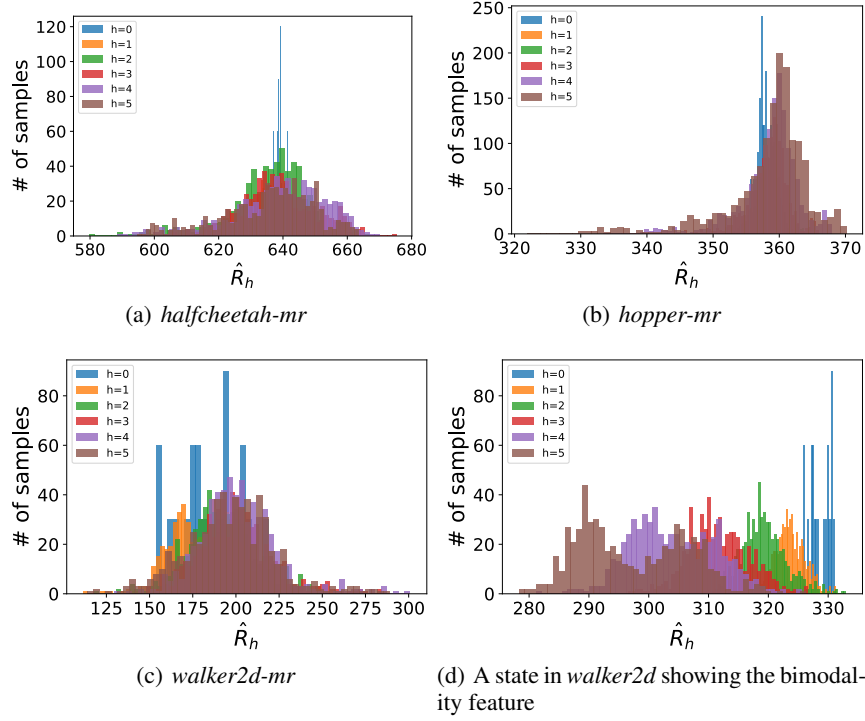 120
100
80
60
40
20
0
# of samples
h=0
h=1
h=2
h=3
h=4
h=5
580 600 620 640 660 680
R̂h
(a) halfcheetah-mr
250
200
150
100
50
0
# of samples
h=0
h=1
h=2
h=3
h=4
h=5
320 330 340 350 360 370
R̂h
(b) hopper-mr
80
60
40
20
0
# of samples
h=0
h=1
h=2
h=3
h=4
h=5
125 150 175 200 225 250 275 300
R̂h
(c) walker2d-mr
80
60
40
20
0
# of samples
h=0
h=1
h=2
h=3
h=4
h=5
280 290 300 310 320 330
R̂h
(d) A state in walker2d showing the bimodal-
ity feature